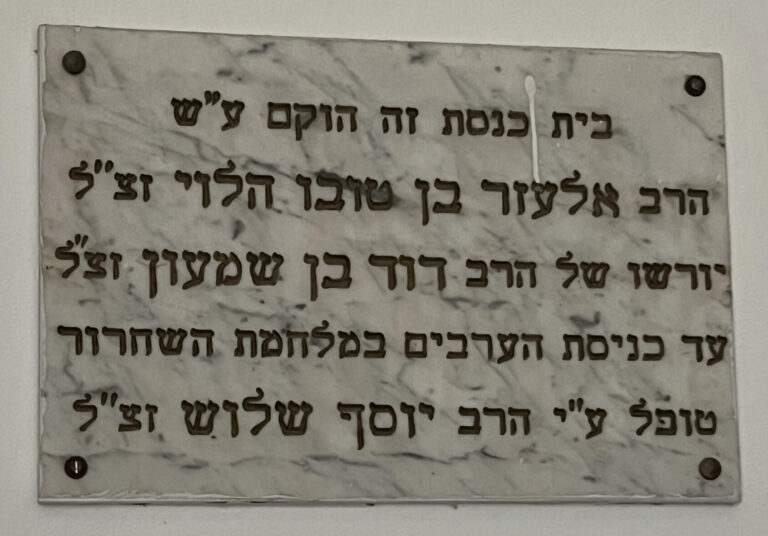 בית כנסת זה הוקם ע"ש
הרב אלעזר בן טובו הלוי זצ"ל
יורשו של הרב דוד בן שמעון זצ"ל
עד כניסת הערבים במלחמת השחרור
טופל ע"י הרב יוסף שלוש זצ"ל